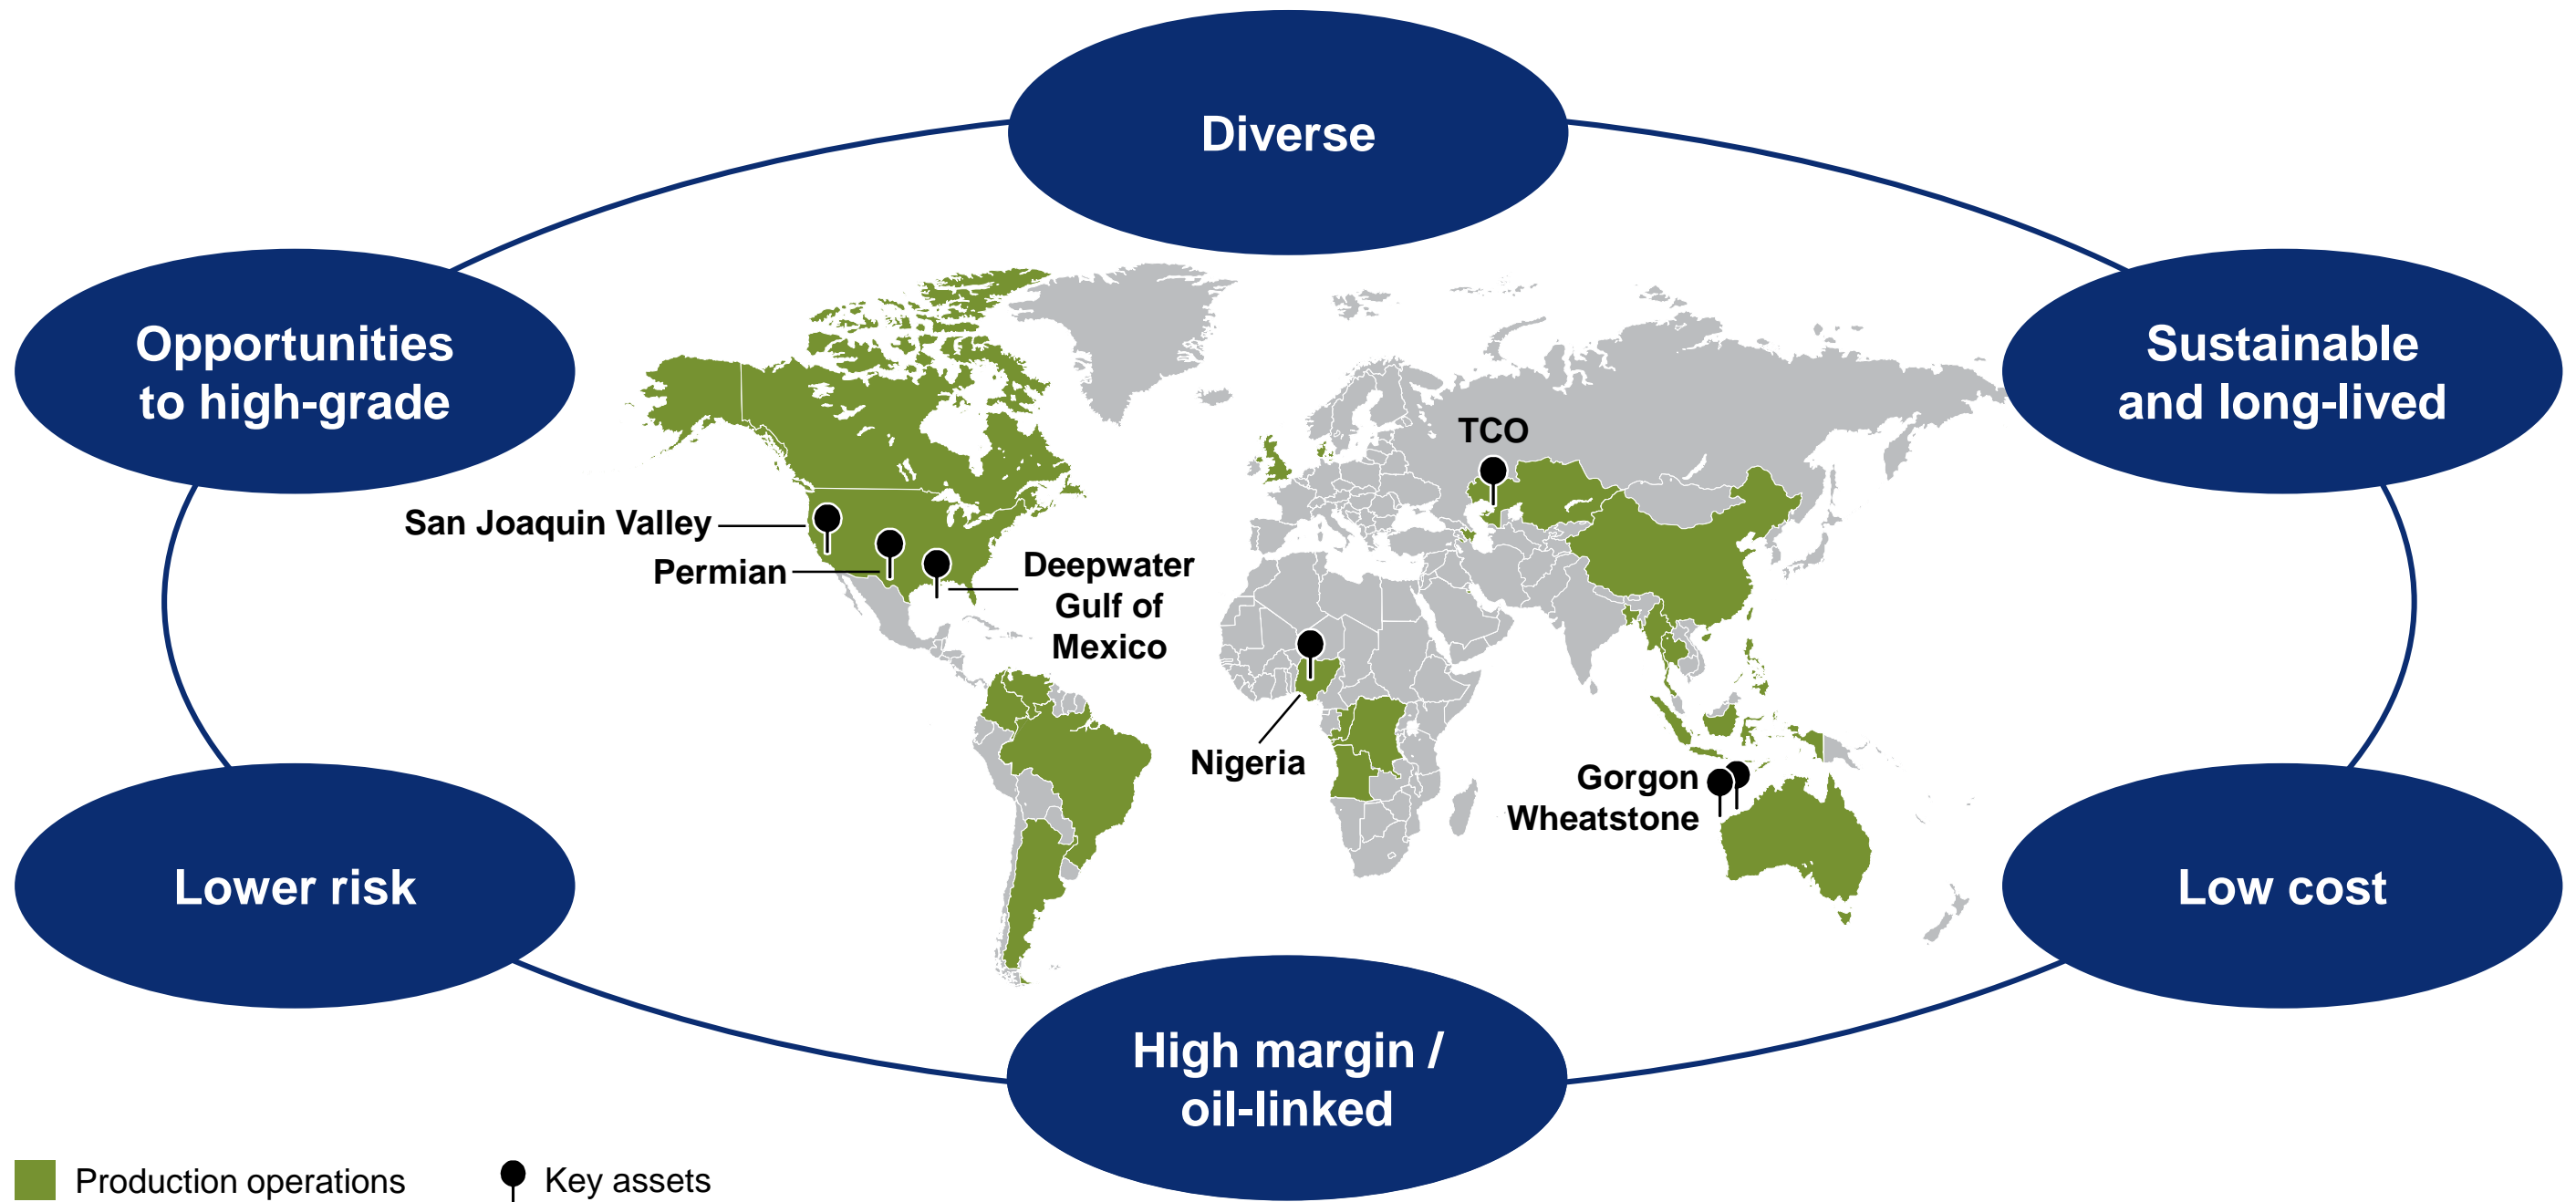 Diverse
Opportunities
to high-grade
Sustainable
and long-lived
TCO
San Joaquin Valley
Permian
Deepwater
Gulf of
Mexico
Nigeria
Gorgon
Wheatstone
Lower risk
Low cost
High margin /
oil-linked
Production operations
Key assets